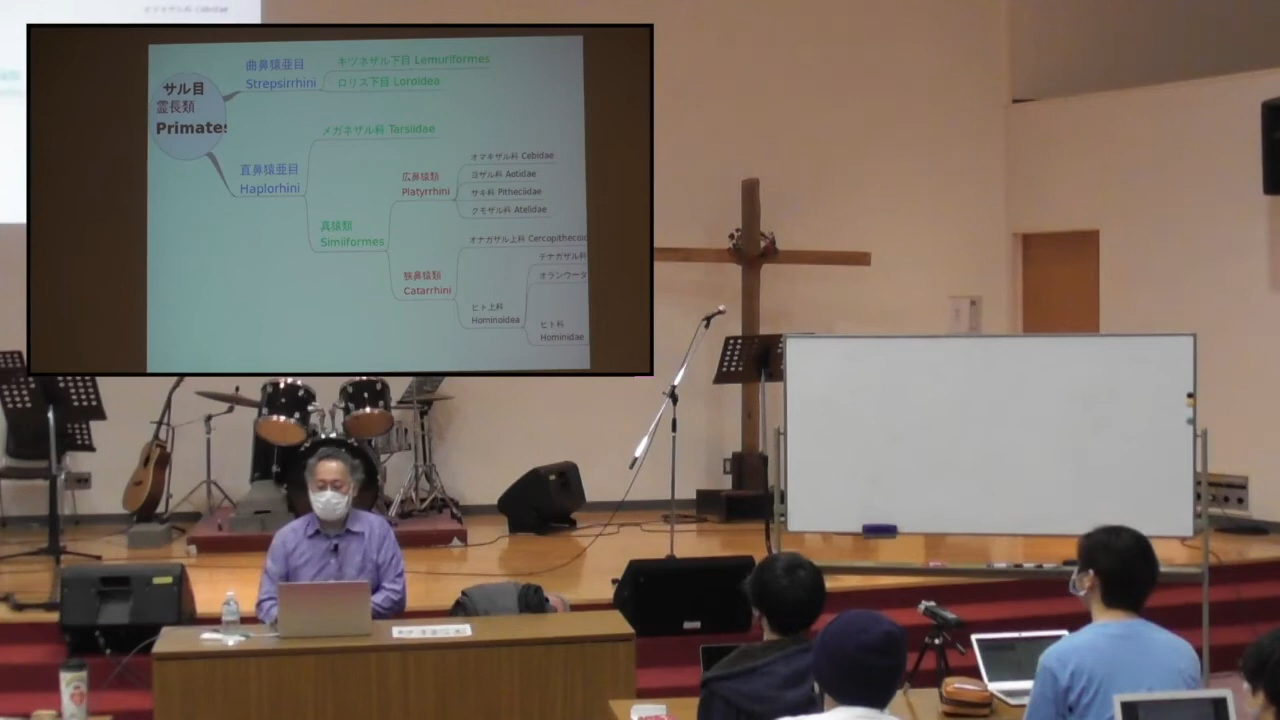 サル目
霊長類
Primates
曲鼻猿亜目
Strepsirrhini
キツネザル下目 Lemuriformes
ロリス下目 Loroidea
直鼻猿亜目
Haplorhini
メガネザル科 Tarsiidae
真猿類
Simiiformes
広鼻猿類
Platyrrhini
オマキザル科 Cebidae
ヨザル科 Aotidae
サキ科 Pitheciidae
クモザル科 Atelidae
狭鼻猿類
Catarrhini
オナガザル上科 Cercopithecoi
テナガザル科
オランウータ
ヒト上科
Hominoidea
ヒト科
Hominidae